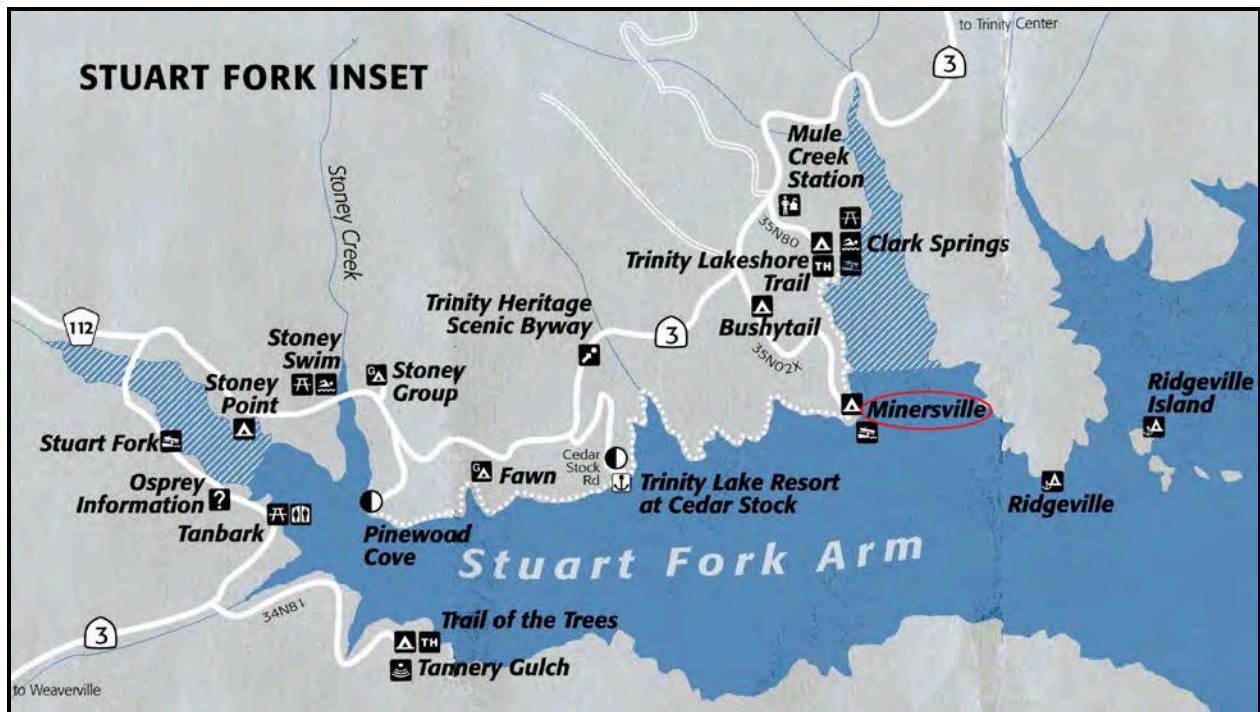 to Trinity Center
3
STUART FORK INSET
Mule
Creek
Station
Stoney Creek
35N80
Clark Springs
TH
Trinity Lakeshore
Trail
Trinity Heritage
Scenic Byway
112
3
Bushytail
Stoney
Swim
35N02X
G
Stoney
Group
Stoney
Point
Ridgeville
Island
Minersville
Stuart Fork
Cedar
Stock
Rd
G
Fawn
Osprey
Information
?
Trinity Lake Resort
at Cedar Stock
Ridgeville
Tanbark
Pinewood
Cove
Stuart Fork Arm
34N81
3
Trail of the Trees
TH
Tannery Gulch
to Weaverville